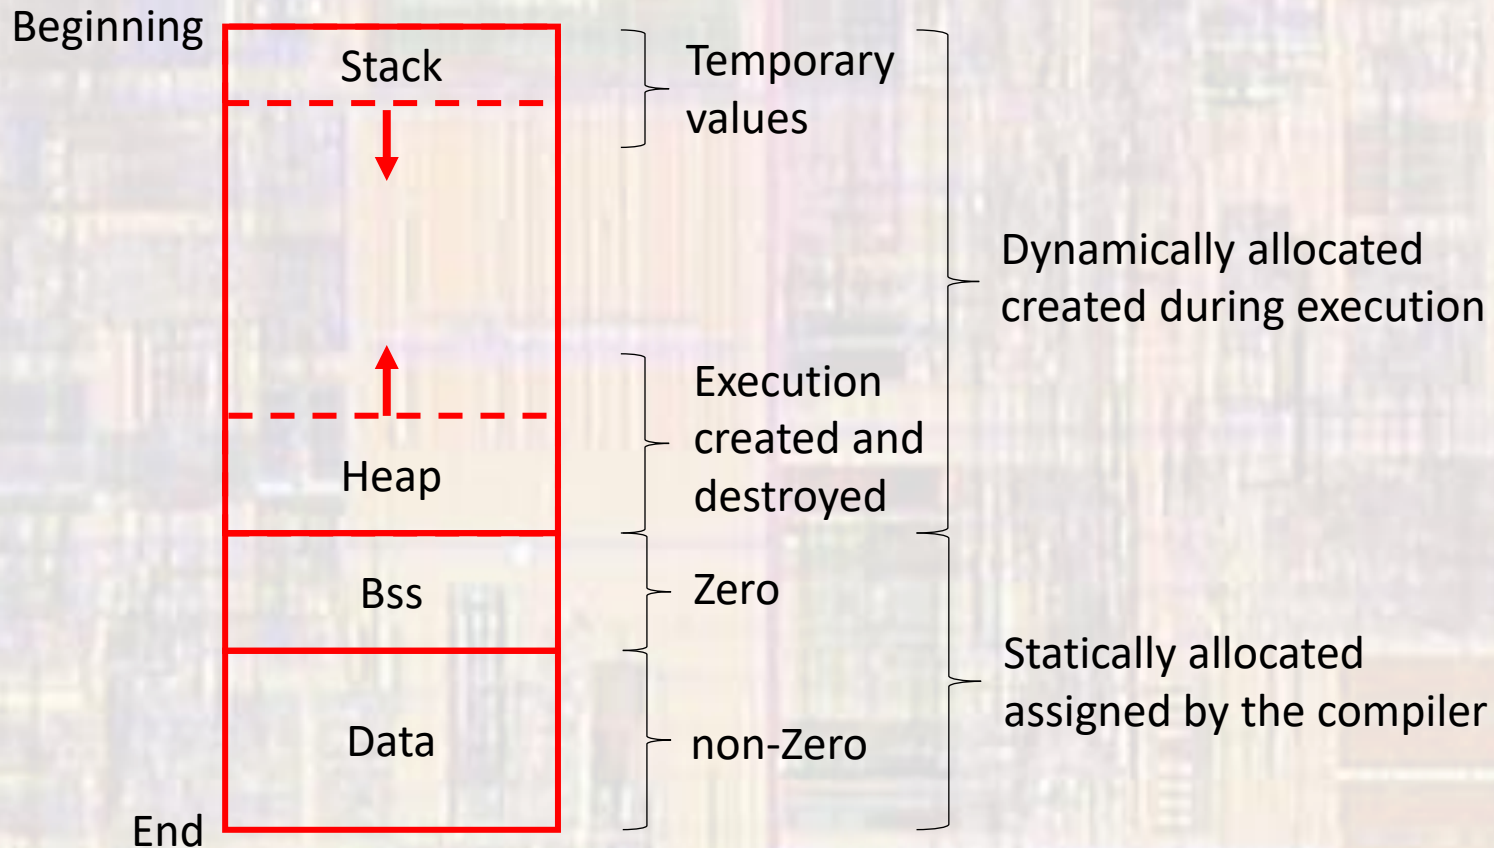 Beginning
Stack
Temporary
values
Dynamically allocated
created during execution
Execution
created and
destroyed
Heap
Bss
Zero
Statically allocated
assigned by the compiler
Data
non-Zero
End